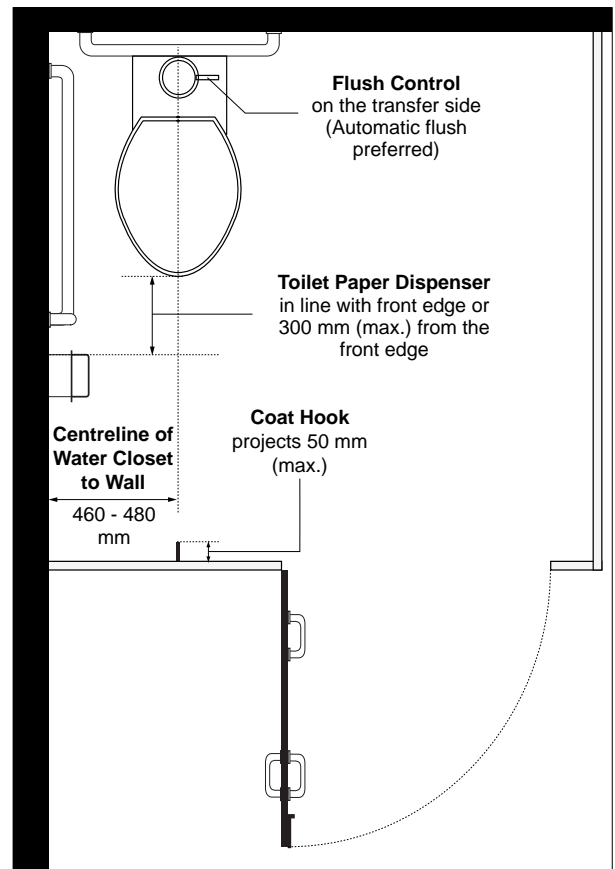 Flush Control
on the transfer side
(Automatic flush
preferred)
Toilet Paper Dispenser
in line with front edge or
300 mm (max.) from the
front edge
Coat Hook
projects 50 mm
(max.)
Centreline of
Water Closet
to Wall
460 - 480
mm